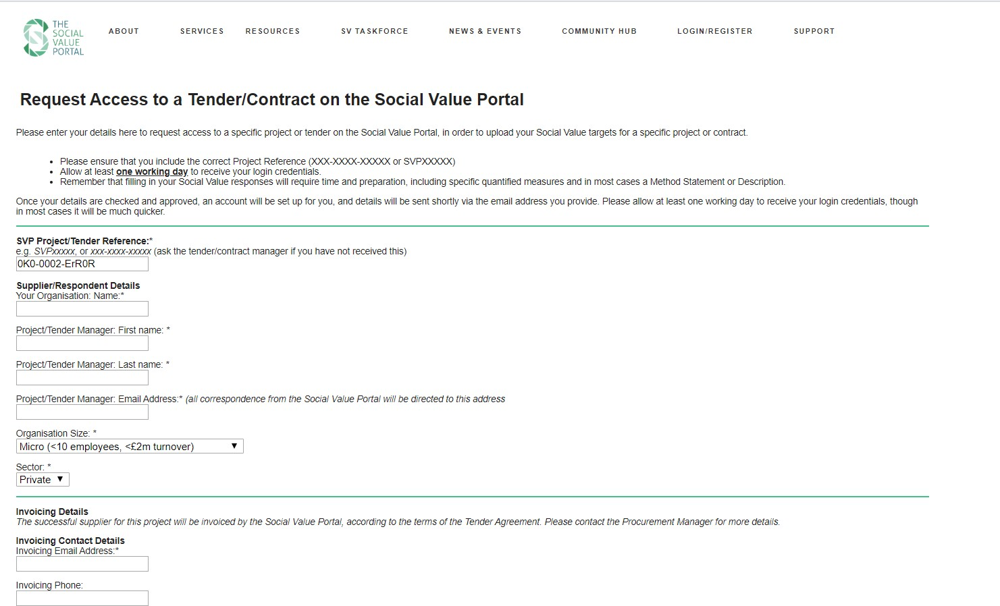 THE
SOCIAL
VALUE
PORTAL
ABOUT SERVICES RESOURCES SV TASKFORCE NEWS & EVENTS COMMUNITY HUB LOGIN/REGISTER SUPPORT
Request Access to a Tender/Contract on the Social Value Portal
Please enter your details here to request access to a specific project or tender on the Social Value Portal, in order to upload your Social Value targets for a specific project or contract.
• Please ensure that you include the correct Project Reference (XXX-XXXX-XXXXX or SVPXXXXX)
• Allow at least one working day to receive your login credentials.
• Remember that filling in your Social Value responses will require time and preparation, including specific quantified measures and in most cases a Method Statement or Description.
Once your details are checked and approved, an account will be set up for you, and details will be sent shortly via the email address you provide. Please allow at least one working day to receive your login credentials, though
in most cases it will be much quicker.
SVP Project/Tender Reference:*
e.g. SVPxxxxx, or xxx-xxxx-xxxxx (ask the tender/contract manager if you have not received this)
0K0-0002-ErR0R
Supplier/Respondent Details
Your Organisation: Name:*
Project/Tender Manager: First name: *
Project/Tender Manager: Last name: *
Project/Tender Manager: Email Address:* (all correspondence from the Social Value Portal will be directed to this address
Organisation Size: *
Micro (<10 employees, <£2m turnover)
Sector: *
Private
Invoicing Details
The successful supplier for this project will be invoiced by the Social Value Portal, according to the terms of the Tender Agreement. Please contact the Procurement Manager for more details.
Invoicing Contact Details
Invoicing Email Address:*
Invoicing Phone: